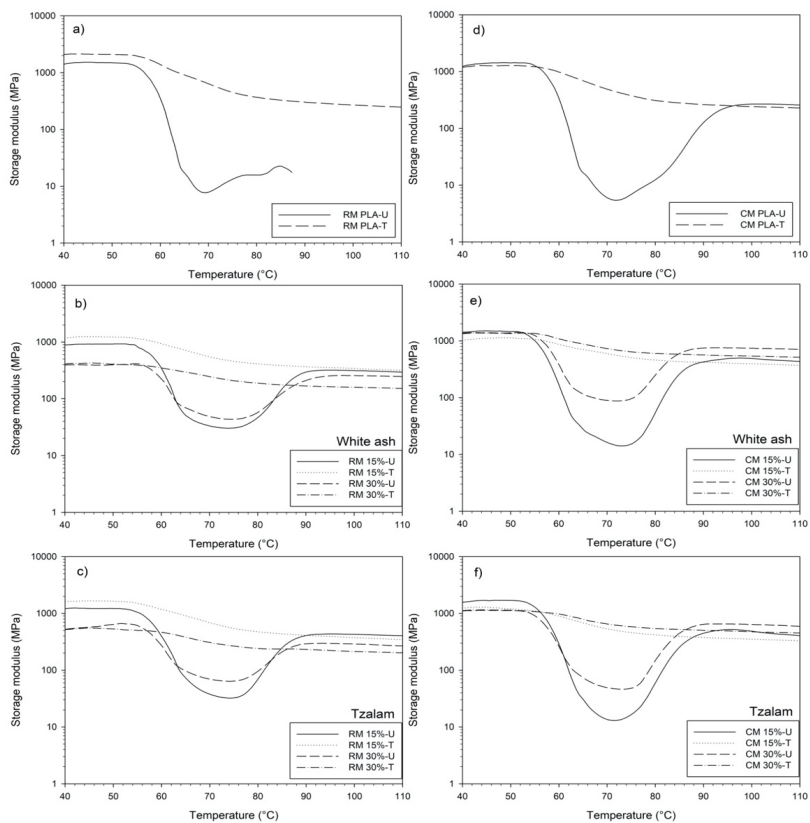 a)
10000
1000
100
10
1
Storage modulus (MPa)
RM PLA-U
RM PLA-T
40 50 60 70 80 90 100 110
Temperature (°C)
d)
10000
1000
100
10
1
Storage modulus (MPa)
CM PLA-U
CM PLA-T
40 50 60 70 80 90 100 110
Temperature (°C)
b)
10000
1000
100
10
1
Storage modulus (MPa)
White ash
RM 15%-U
RM 15%-T
RM 30%-U
RM 30%-T
40 50 60 70 80 90 100 110
Temperature (°C)
e)
10000
1000
100
10
1
Storage modulus (MPa)
White ash
CM 15%-U
CM 15%-T
CM 30%-U
CM 30%-T
40 50 60 70 80 90 100 110
Temperature (°C)
c)
10000
1000
100
10
1
Storage modulus (MPa)
Tzalam
RM 15%-U
RM 15%-T
RM 30%-U
RM 30%-T
40 50 60 70 80 90 100 110
Temperature (°C)
f)
10000
1000
100
10
1
Storage modulus (MPa)
Tzalam
CM 15%-U
CM 15%-T
CM 30%-U
CM 30%-T
40 50 60 70 80 90 100 110
Temperature (°C)